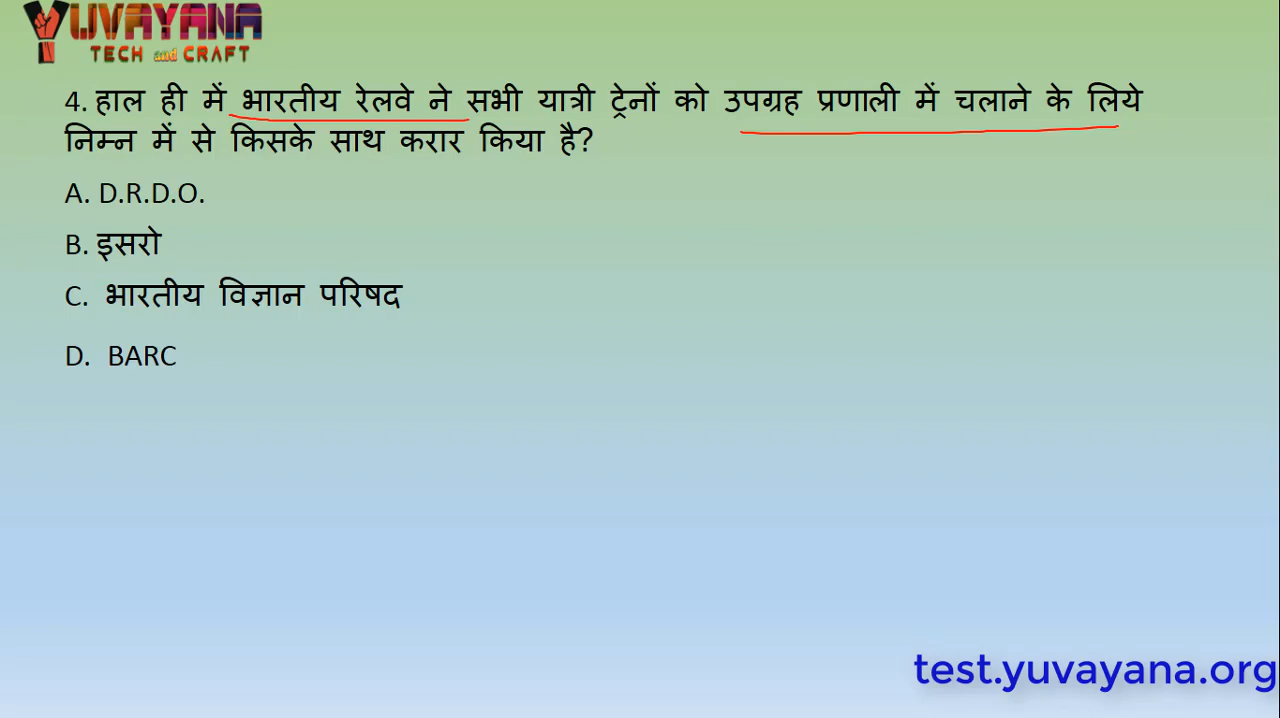 YUVAYANA
TECH and CRAFT
4. हाल ही में भारतीय रेलवे ने सभी यात्री ट्रेनों को उपग्रह प्रणाली में चलाने के लिये
निम्न में से किसके साथ करार किया है?
A. D.R.D.O.
B. इसरो
C. भारतीय विज्ञान परिषद
D. BARC
test.yuvayana.org